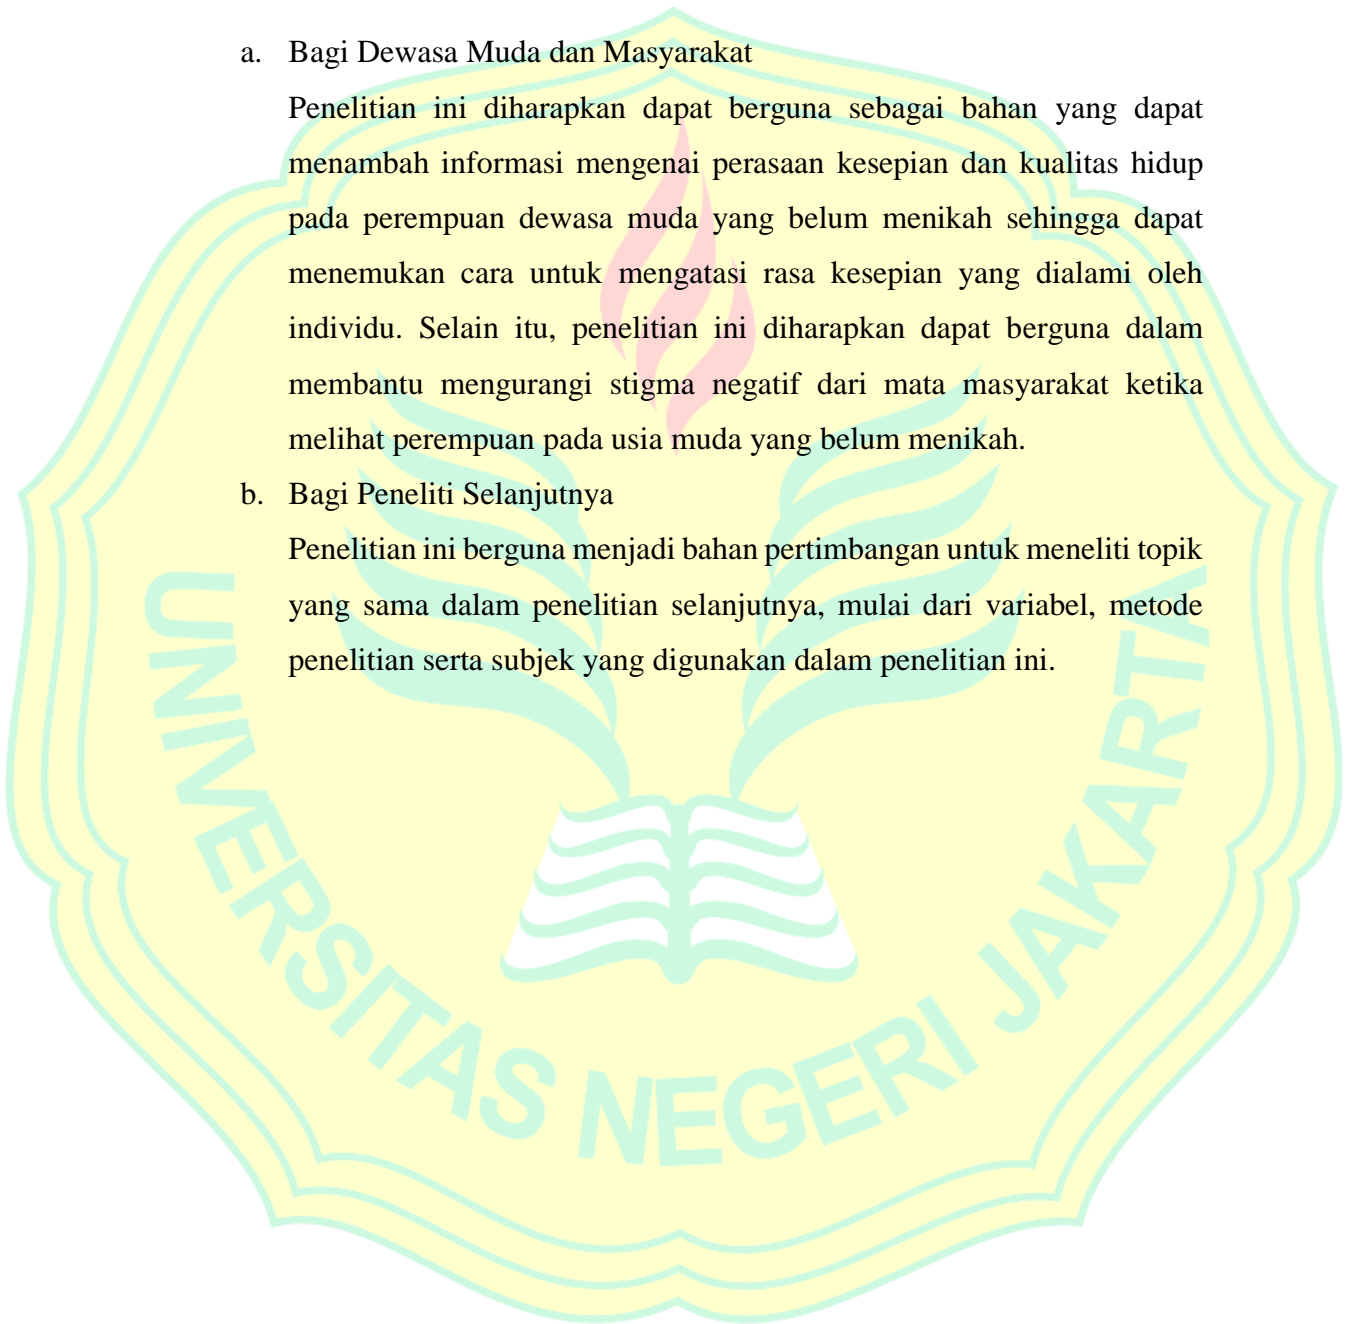 a. Bagi Dewasa Muda dan Masyarakat
Penelitian ini diharapkan dapat berguna sebagai bahan yang dapat
menambah informasi mengenai perasaan kesepian dan kualitas hidup
pada perempuan dewasa muda yang belum menikah sehingga dapat
menemukan cara untuk mengatasi rasa kesepian yang dialami oleh
individu. Selain itu, penelitian ini diharapkan dapat berguna dalam
membantu mengurangi stigma negatif dari mata masyarakat ketika
melihat perempuan pada usia muda yang belum menikah.
b. Bagi Peneliti Selanjutnya
Penelitian ini berguna menjadi bahan pertimbangan untuk meneliti topik
yang sama dalam penelitian selanjutnya, mulai dari variabel, metode
penelitian serta subjek yang digunakan dalam penelitian ini.
UNIVERSITAS NEGERI JAKARTA